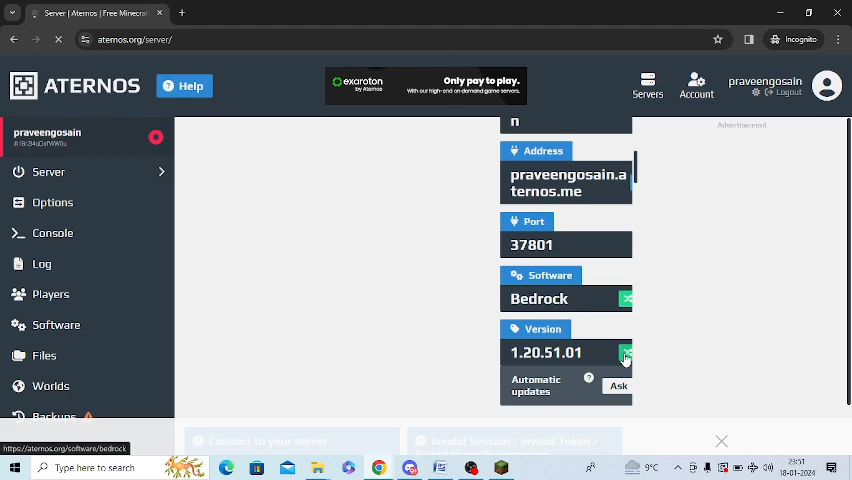 Server | Aternos | Free Minecraf
aternos.org/server/
Incognito
ATERNOS
Help
exaroton
by Aternos
Only pay to play.
With our high-end on demand game servers.
Servers
Account
praveengosain
Logout
praveengosain
Server
Options
Console
Log
Players
Software
Files
Worlds
Backups
n
Address
praveengosain.a
ternos.me
Port
37801
Software
Bedrock
Version
1.20.51.01
Automatic
updates
?
Ask
Advertisement
Connect to your server
Invalid Session / Invalid Token /
https://aternos.org/software/bedrock
Type here to search
9°C
23:51
18-01-2024